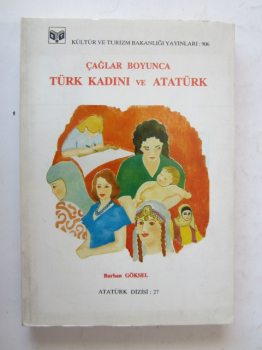 KÜLTÜR VE TURİZM BAKANLIĞI YAYINLARI : 906
ÇAĞLAR BOYUNCA
TÜRK KADINI VE ATATÜRK
Burhan GÖKSEL
ATATÜRK DİZİSİ : 27